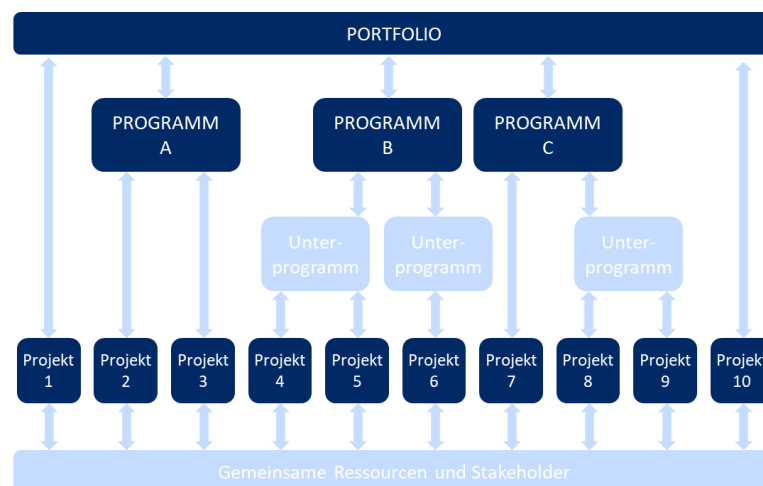 PORTFOLIO
PROGRAMM
A
PROGRAMM
B
PROGRAMM
C
Unter-
programm
Unter-
programm
Unter-
programm
Projekt
1
Projekt
2
Projekt
3
Projekt
4
Projekt
5
Projekt
6
Projekt
7
Projekt
8
Projekt
9
Projekt
10
Gemeinsame Ressourcen und Stakeholder